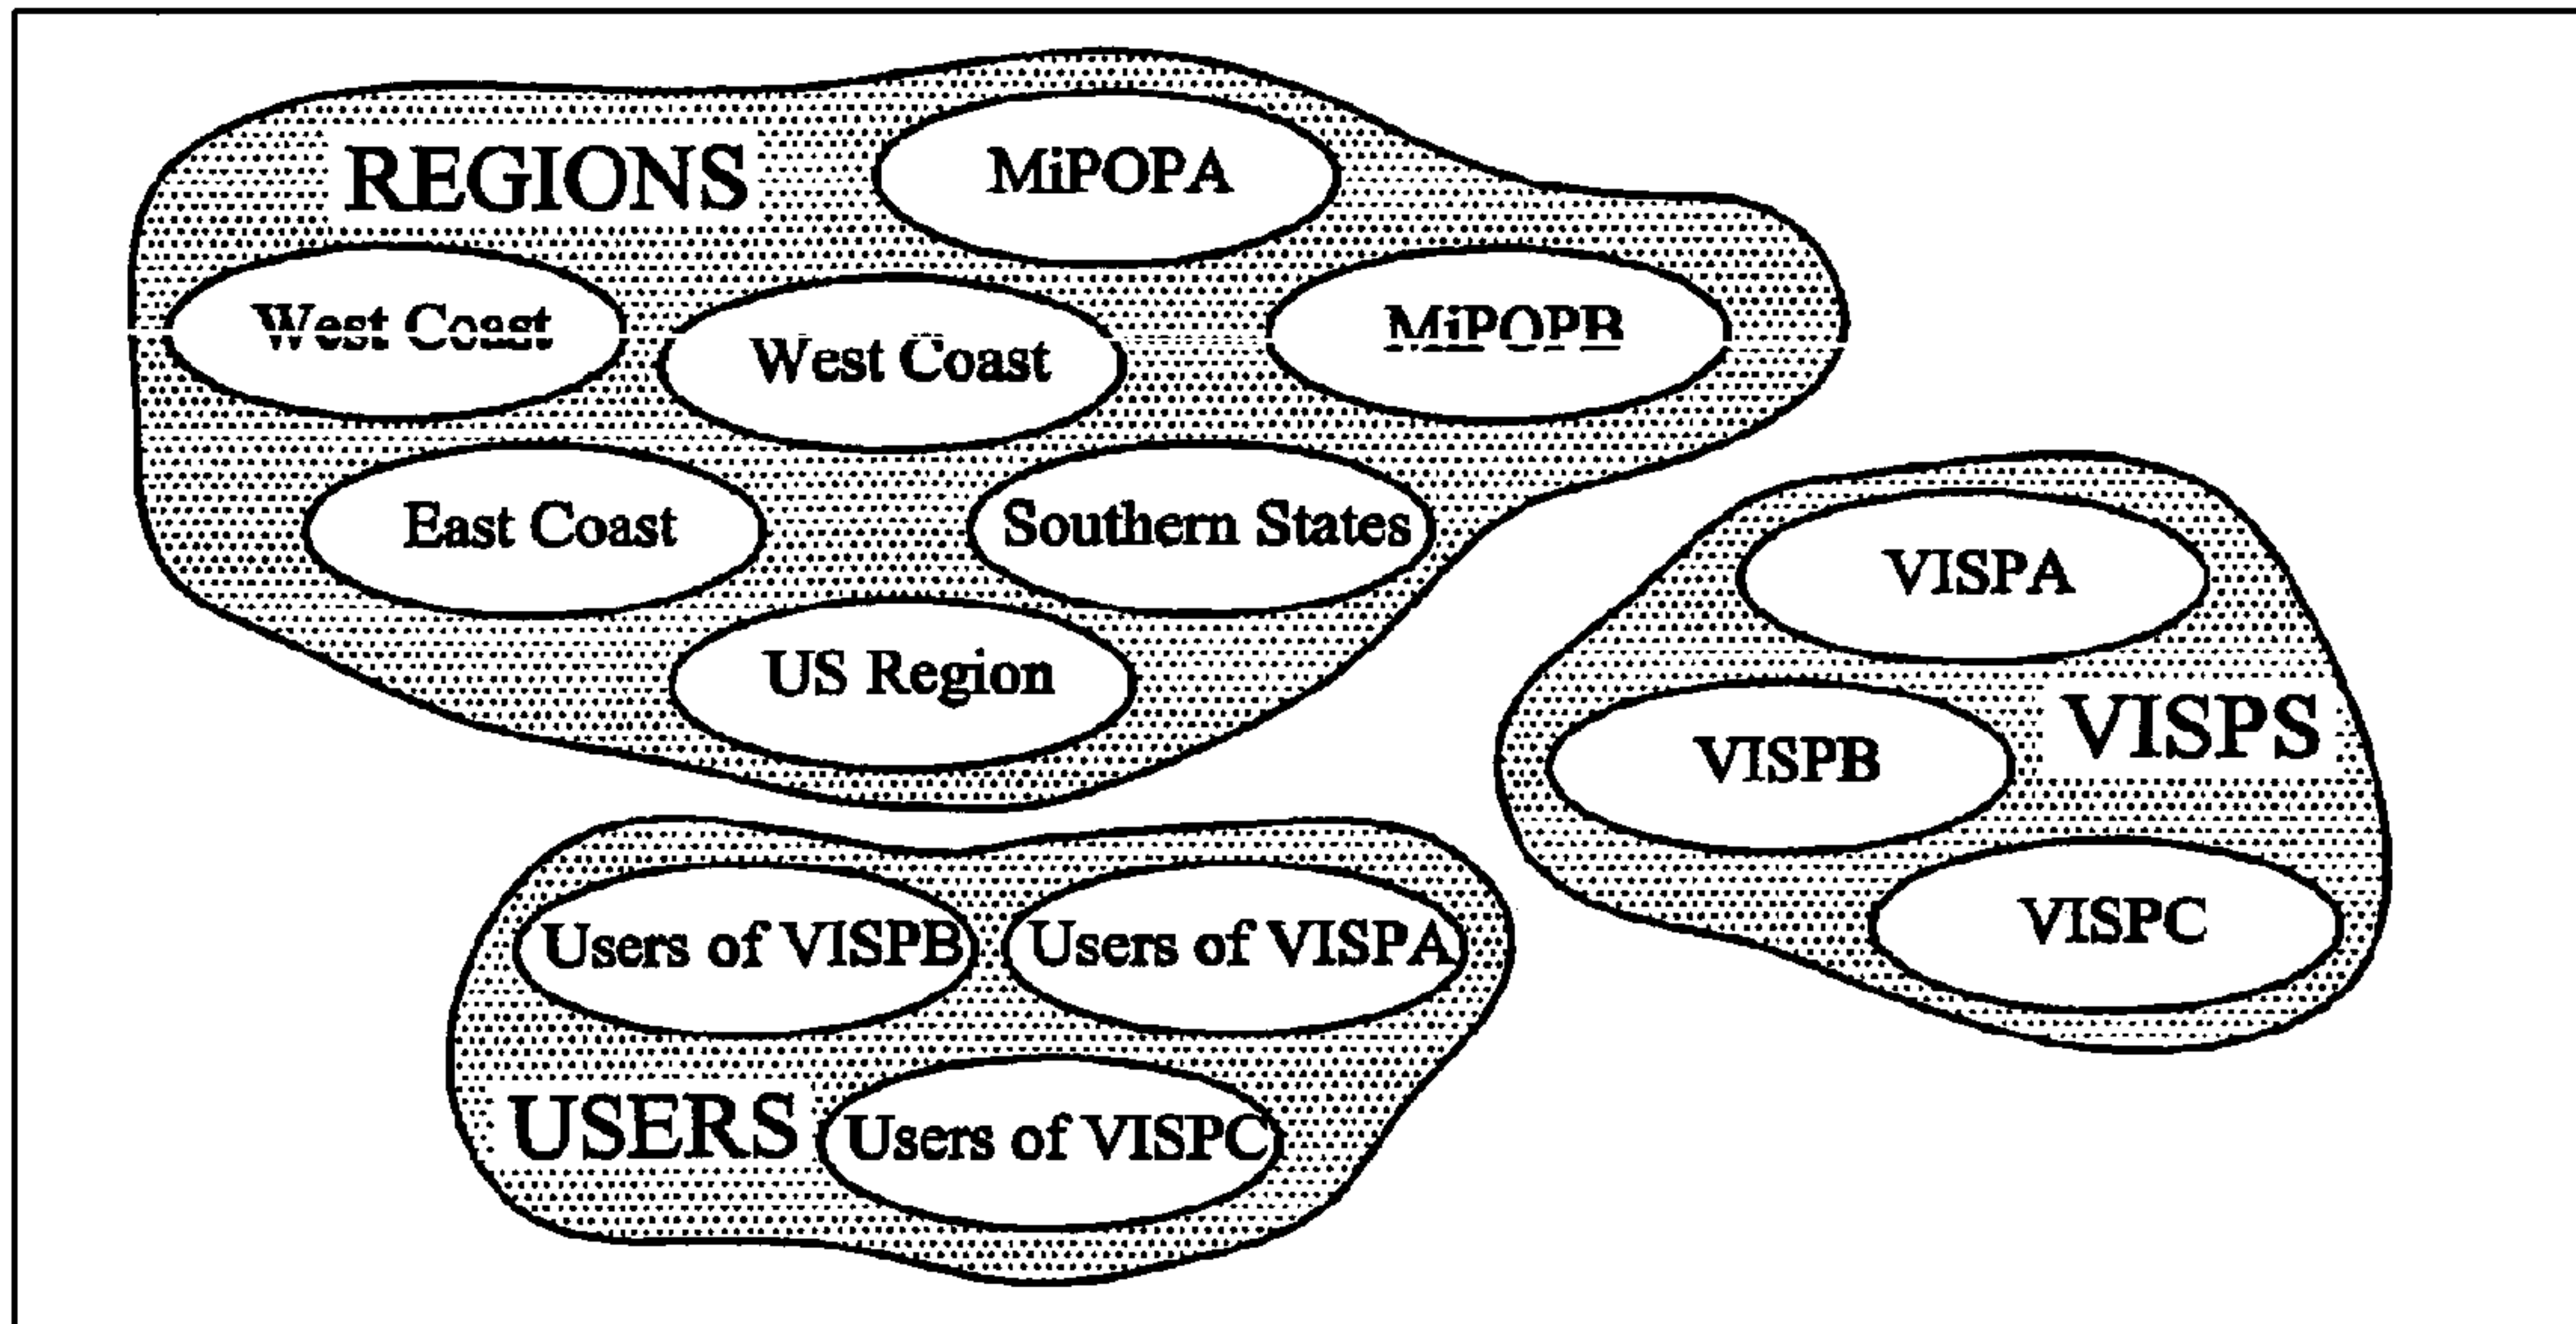 REGIONS
MiPOPA
West Coast
West Coast
MiPOPB
East Coast
Southern States
US Region
VISPA
VISPB
VISPS
VISPC
Users of VISPB
Users of VISPA
USERS
Users of VISPC